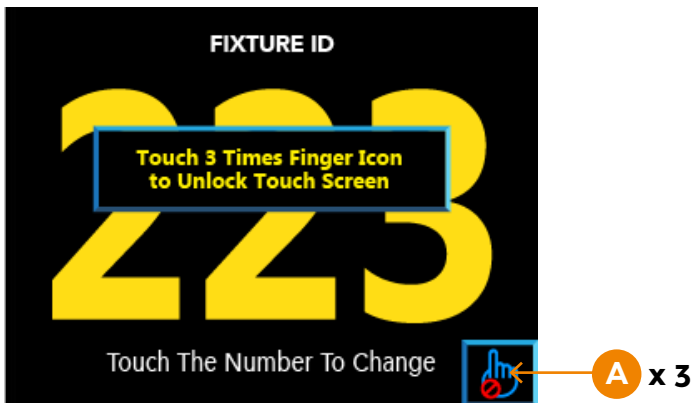 FIXTURE ID
223
Touch 3 Times Finger Icon
to Unlock Touch Screen
Touch The Number To Change
A x 3